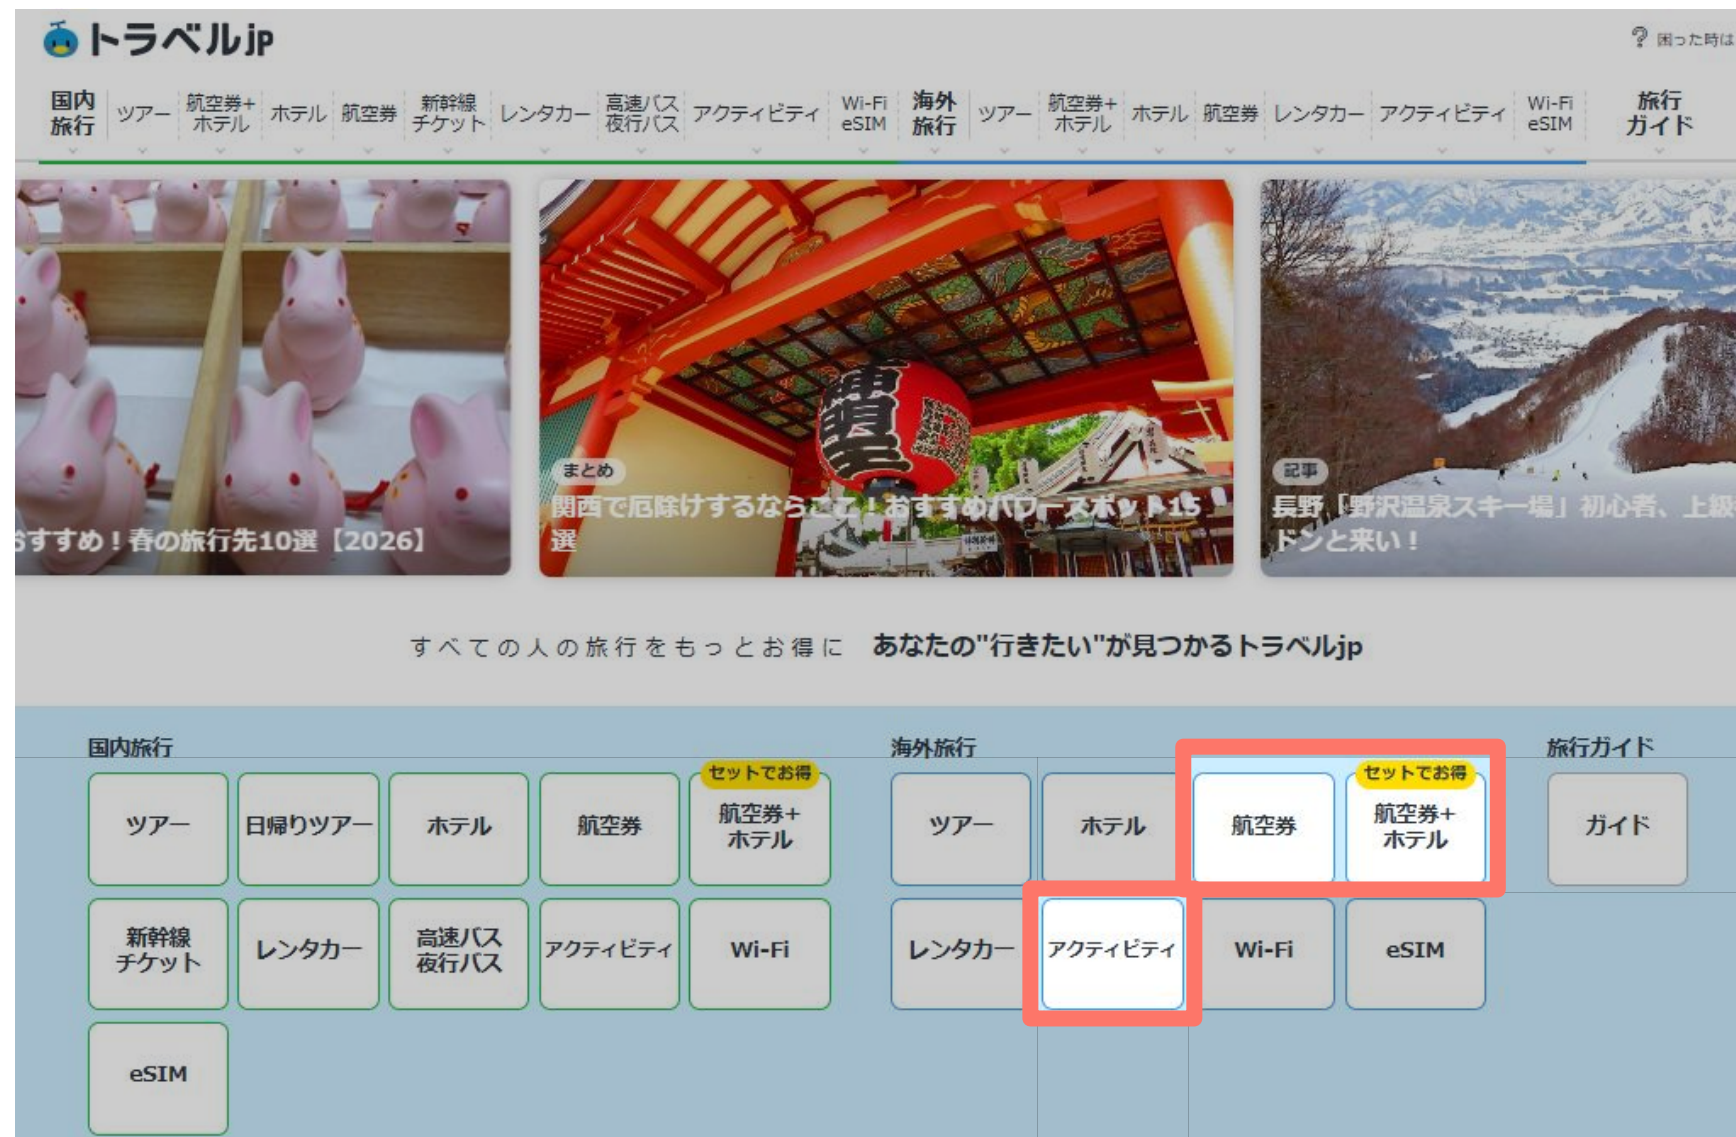 トラベルjp
? 困った時は
国内
旅行
ツアー
航空券+
ホテル
ホテル
航空券
新幹線
チケット
レンタカー
高速バス
夜行バス
アクティビティ
Wi-Fi
eSIM
海外
旅行
ツアー
航空券+
ホテル
ホテル
航空券
レンタカー
アクティビティ
Wi-Fi
eSIM
旅行
ガイド
おすすめ！春の旅行先10選【2026】
まとめ
関西で厄除けするならここ！おすすめパワースポット15
選
記事
長野「野沢温泉スキー場」初心者、上級
ドンと来い！
すべての人の旅行をもっとお得に あなたの"行きたい"が見つかるトラベルjp
国内旅行
ツアー
日帰りツアー
ホテル
航空券
セットでお得
航空券+
ホテル
新幹線
チケット
レンタカー
高速バス
夜行バス
アクティビティ
Wi-Fi
eSIM
海外旅行
ツアー
ホテル
航空券
セットでお得
航空券+
ホテル
レンタカー
アクティビティ
Wi-Fi
eSIM
旅行ガイド
ガイド